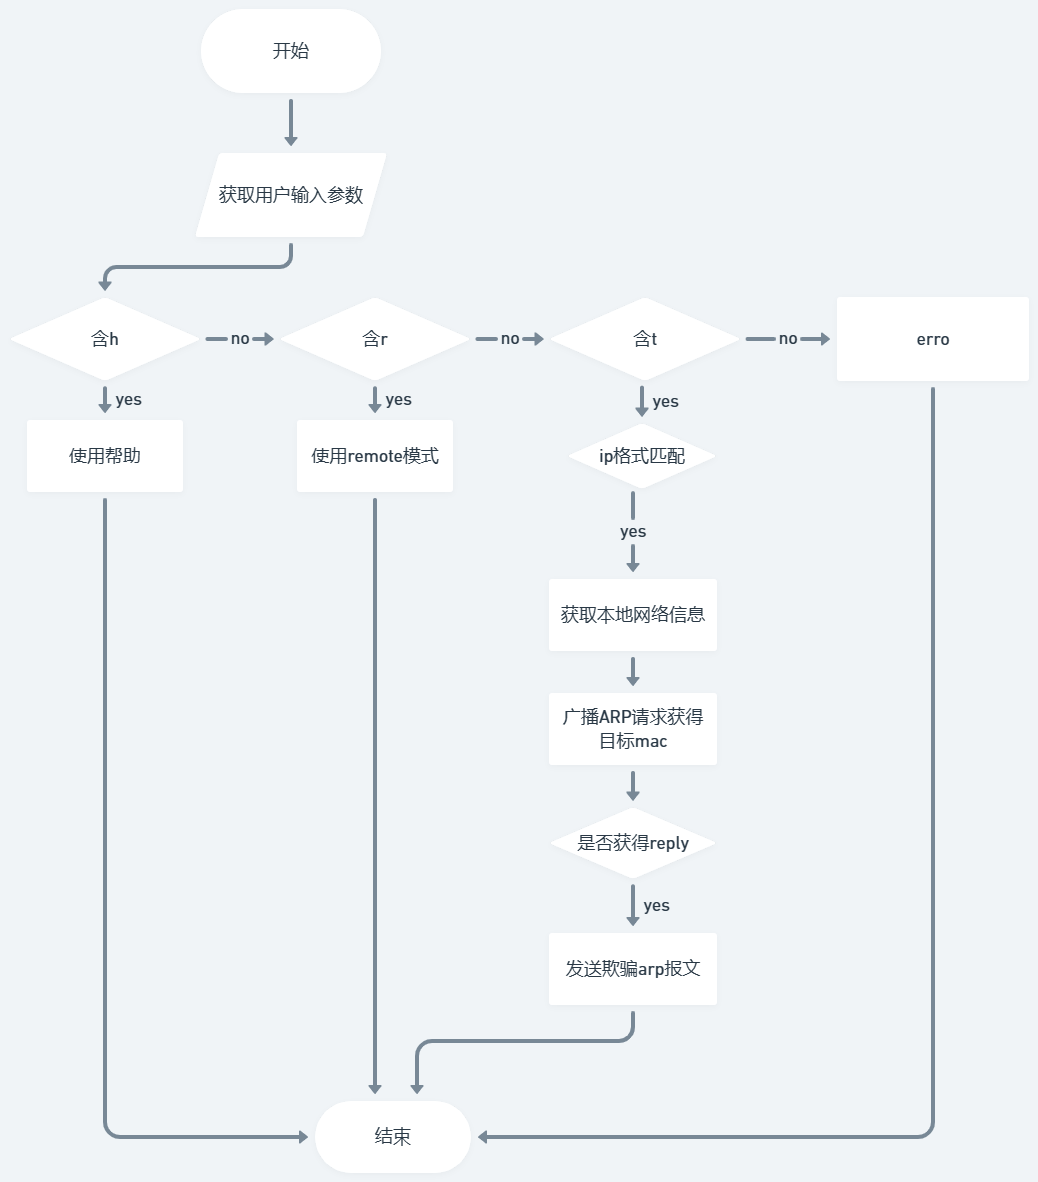 开始
获取用户输入参数
含h
no
含r
no
含t
no
erro
yes
yes
yes
使用帮助
使用remote模式
ip格式匹配
yes
获取本地网络信息
广播ARP请求获得
目标mac
是否获得reply
yes
发送欺骗arp报文
结束